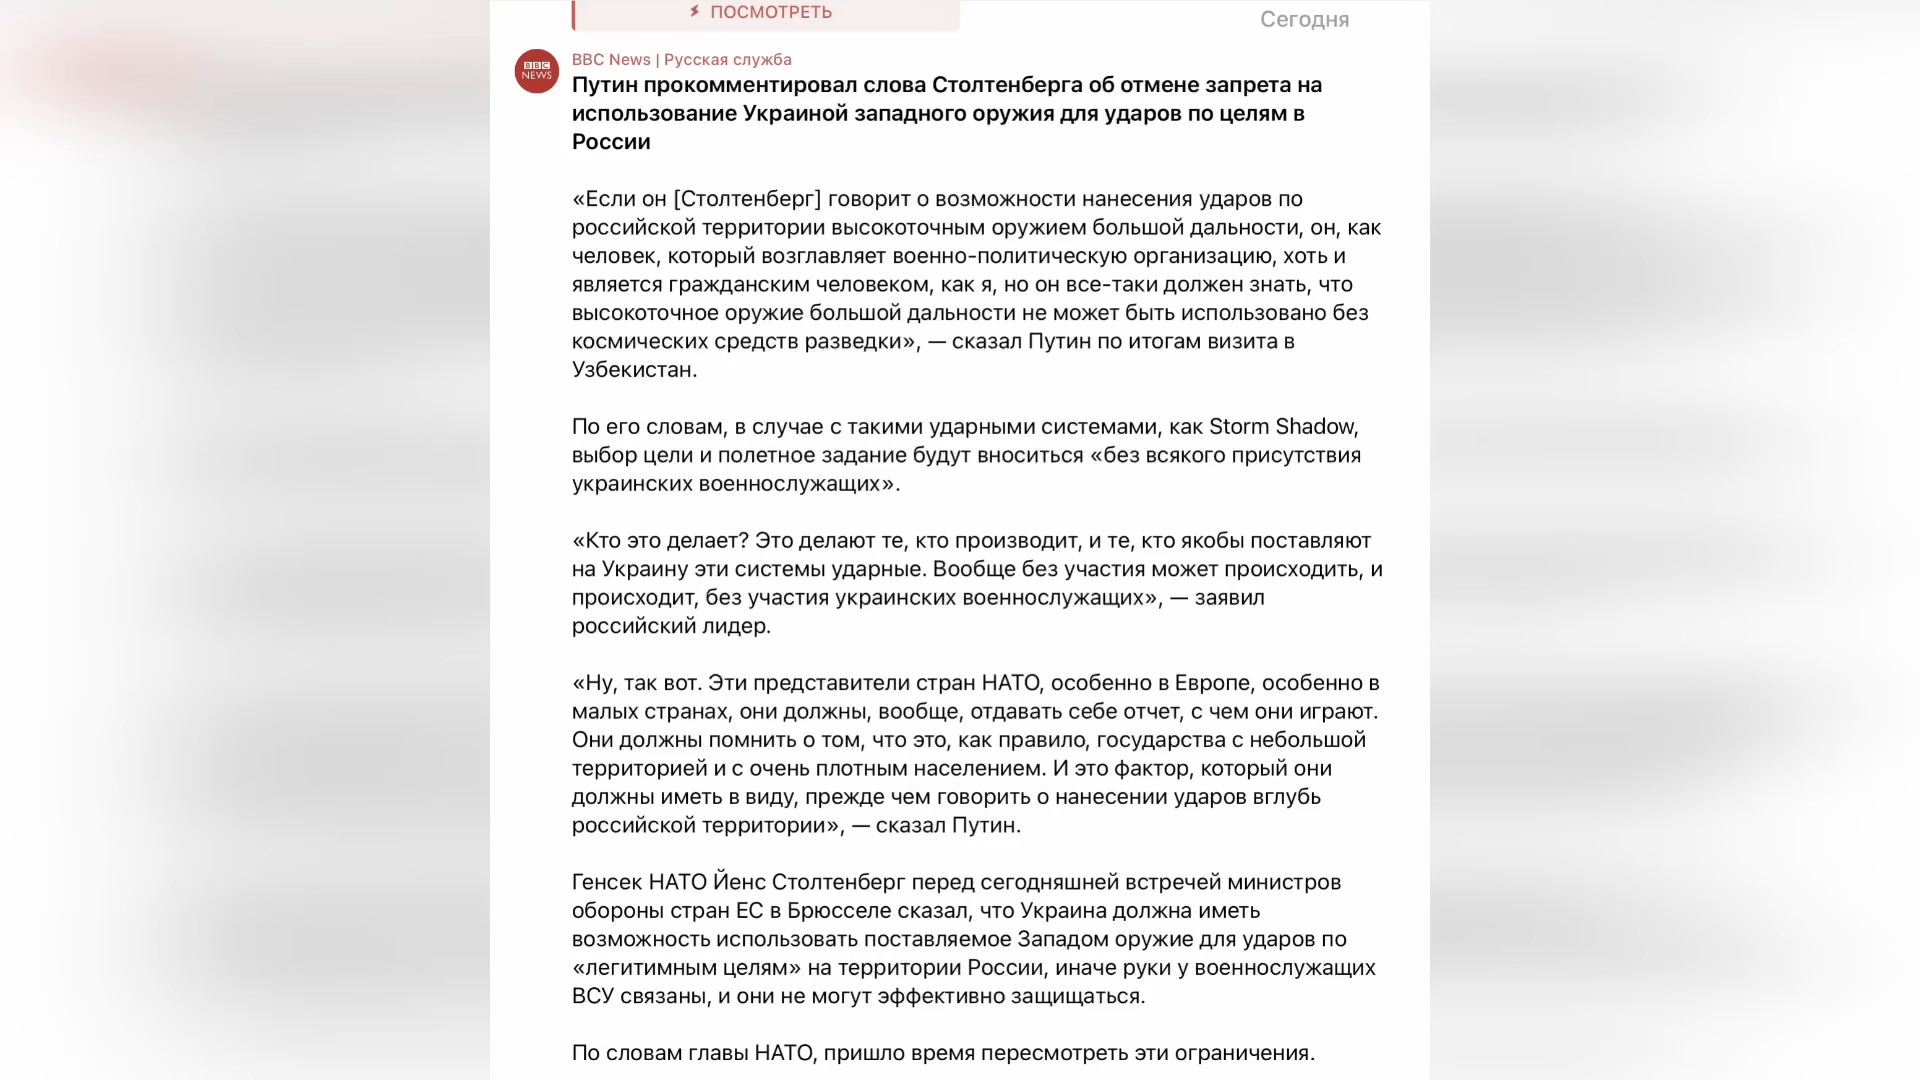 ПОСМОТРЕТЬ
Сегодня
BBC NEWS
BBC News | Русская служба
Путин прокомментировал слова Столтенберга об отмене запрета на
использование Украиной западного оружия для ударов по целям в
России
«Если он [Столтенберг] говорит о возможности нанесения ударов по
российской территории высокоточным оружием большой дальности, он, как
человек, который возглавляет военно-политическую организацию, хоть и
является гражданским человеком, как я, но он все-таки должен знать, что
высокоточное оружие большой дальности не может быть использовано без
космических средств разведки», — сказал Путин по итогам визита в
Узбекистан.
По его словам, в случае с такими ударными системами, как Storm Shadow,
выбор цели и полетное задание будут вноситься «без всякого присутствия
украинских военнослужащих».
«Кто это делает? Это делают те, кто производит, и те, кто якобы поставляют
на Украину эти системы ударные. Вообще без участия может происходить, и
происходит, без участия украинских военнослужащих», — заявил
российский лидер.
«Ну, так вот. Эти представители стран НАТО, особенно в Европе, особенно в
малых странах, они должны, вообще, отдавать себе отчет, с чем они играют.
Они должны помнить о том, что это, как правило, государства с небольшой
территорией и с очень плотным населением. И это фактор, который они
должны иметь в виду, прежде чем говорить о нанесении ударов вглубь
российской территории», — сказал Путин.
Генсек НАТО Йенс Столтенберг перед сегодняшней встречей министров
обороны стран ЕС в Брюсселе сказал, что Украина должна иметь
возможность использовать поставляемое Западом оружие для ударов по
«легитимным целям» на территории России, иначе руки у военнослужащих
ВСУ связаны, и они не могут эффективно защищаться.
По словам главы НАТО, пришло время пересмотреть эти ограничения.